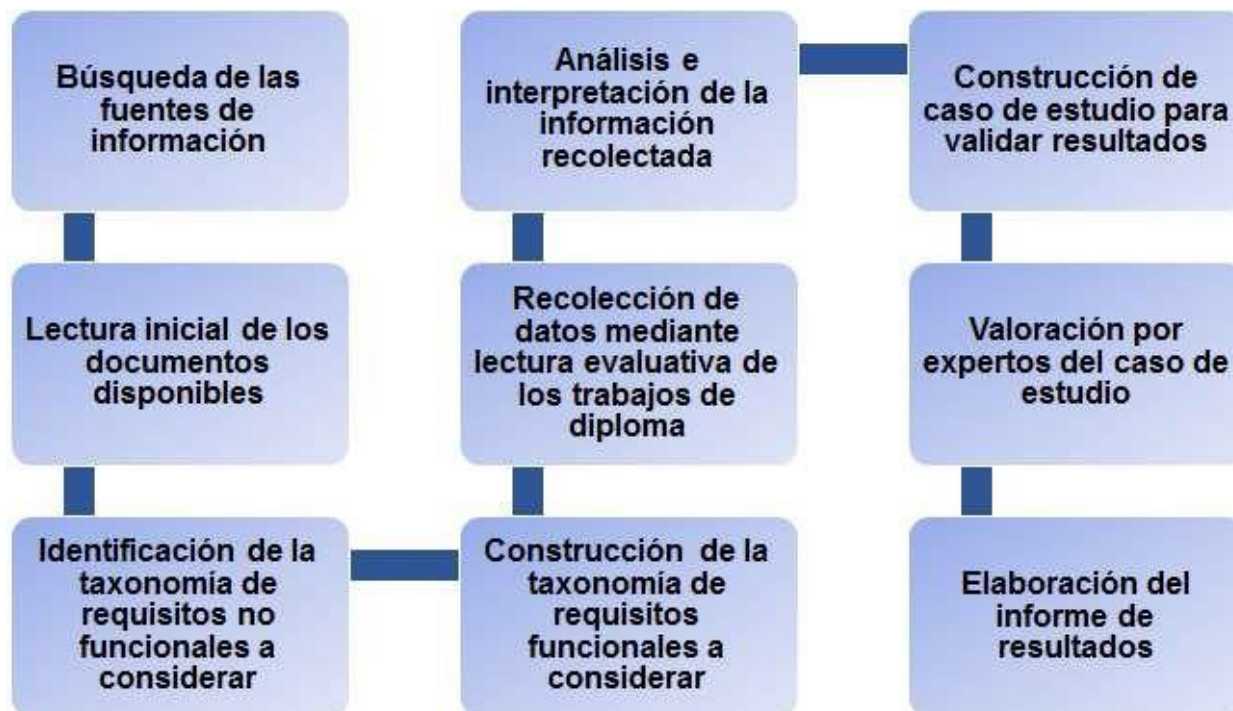 Búsqueda de las
fuentes de
información
Lectura inicial de los
documentos
disponibles
Identificación de la
taxonomía de
requisitos no
funcionales a
considerar
Construcción de la
taxonomía de
requisitos
funcionales a
considerar
Recolección de
datos mediante
lectura evaluativa de
los trabajos de
diploma
Análisis e
interpretación de la
información
recolectada
Construcción de
caso de estudio para
validar resultados
Valoración por
expertos del caso de
estudio
Elaboración del
informe de
resultados